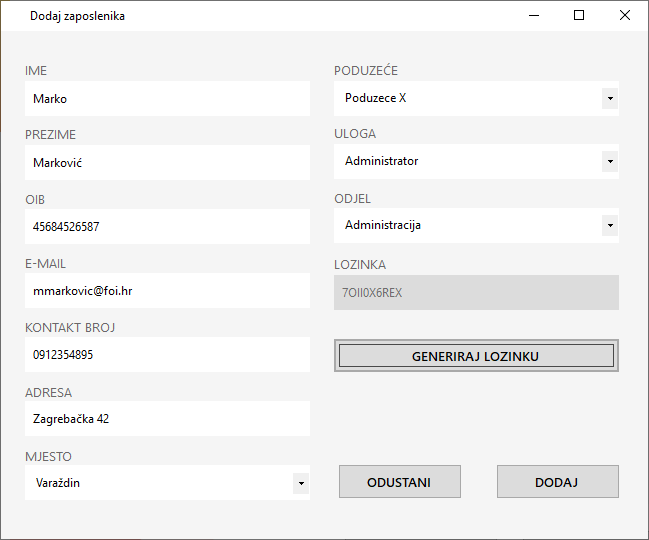 Dodaj zaposlenika
IME
Marko
PREZIME
Marković
OIB
45684526587
E-MAIL
mmarkovic@foi.hr
KONTAKT BROJ
0912354895
ADRESA
Zagrebačka 42
MJESTO
Varaždin
PODUZEĆE
Poduzece X
ULOGA
Administrator
ODJEL
Administracija
LOZINKA
7OII0X6REX
GENERIRAJ LOZINKU
ODUSTANI
DODAJ